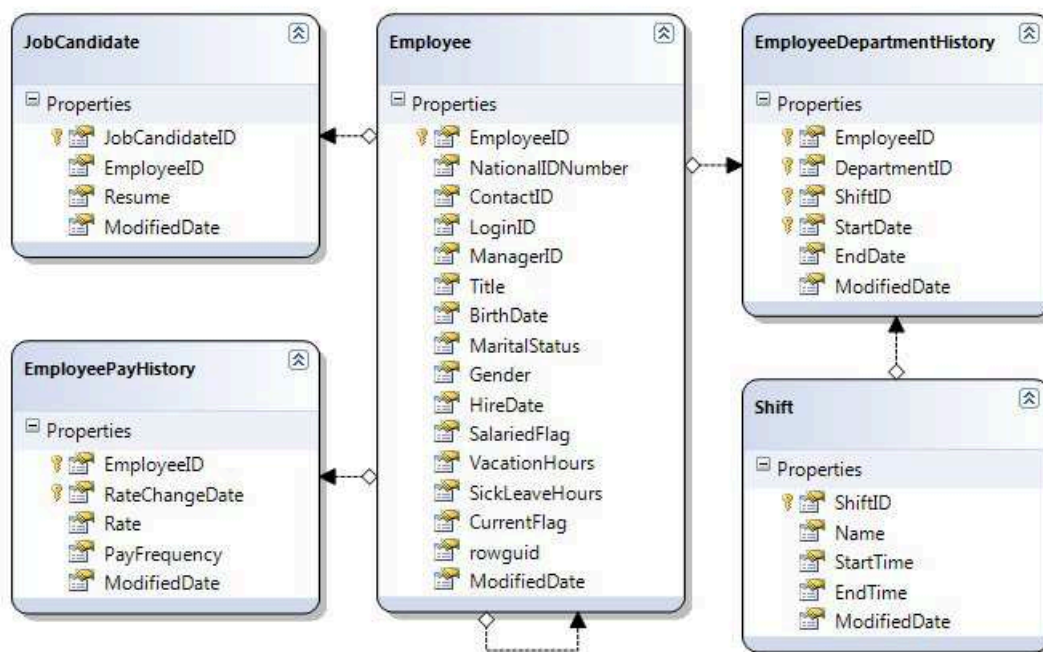 JobCandidate
Properties
JobCandidateID
EmployeeID
Resume
ModifiedDate
Employee
Properties
EmployeeID
NationalIDNumber
ContactID
LoginID
ManagerID
Title
BirthDate
MaritalStatus
Gender
HireDate
SalariedFlag
VacationHours
SickLeaveHours
CurrentFlag
rowguid
ModifiedDate
EmployeeDepartmentHistory
Properties
EmployeeID
DepartmentID
ShiftID
StartDate
EndDate
ModifiedDate
EmployeePayHistory
Properties
EmployeeID
RateChangeDate
Rate
PayFrequency
ModifiedDate
Shift
Properties
ShiftID
Name
StartTime
EndTime
ModifiedDate